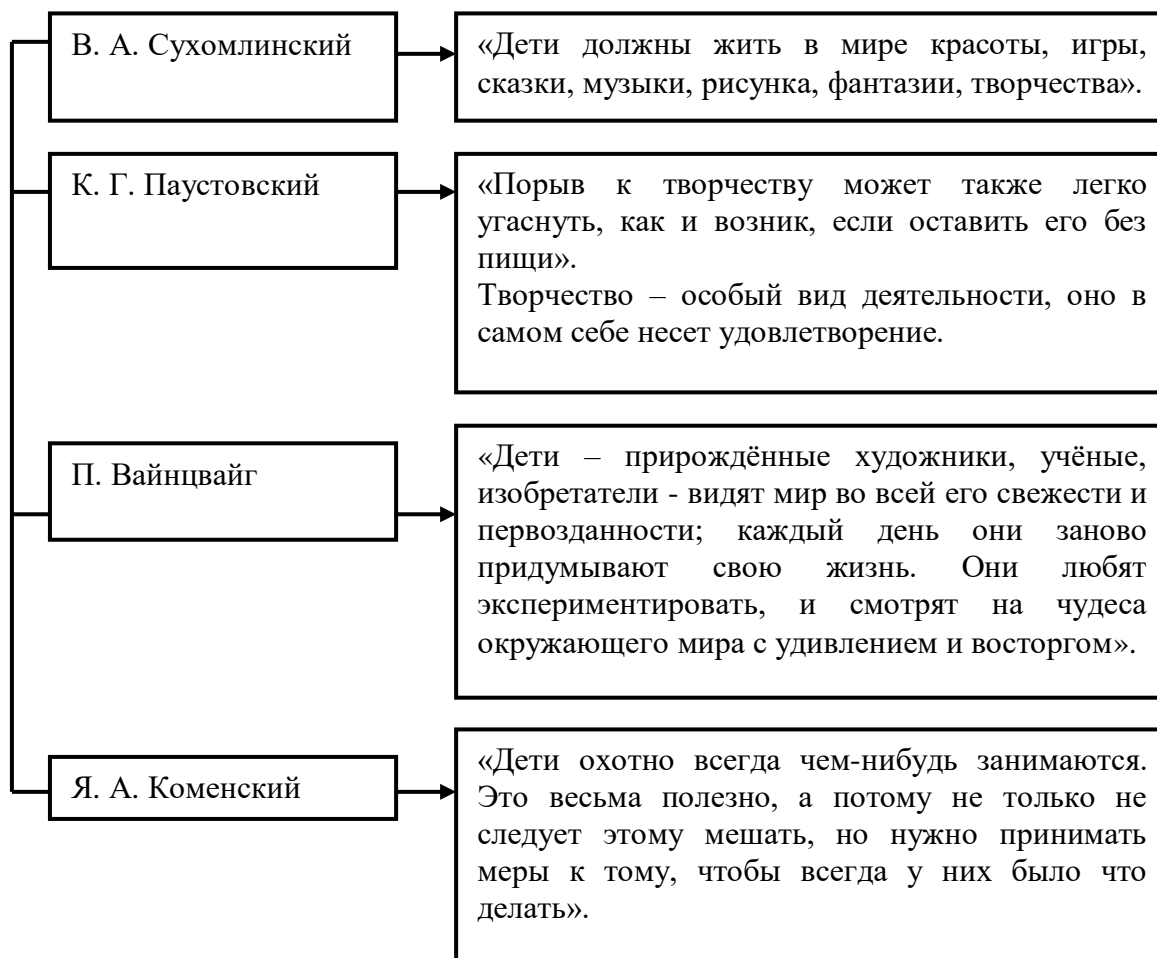 В. А. Сухомлинский
«Дети должны жить в мире красоты, игры,
сказки, музыки, рисунка, фантазии, творчества».
К. Г. Паустовский
«Порыв к творчеству может также легко
угаснуть, как и возник, если оставить его без
пищи».
Творчество – особый вид деятельности, оно в
самом себе несет удовлетворение.
П. Вайнцвайг
«Дети – прирождённые художники, учёные,
изобретатели - видят мир во всей его свежести и
первозданности; каждый день они заново
придумывают свою жизнь. Они любят
экспериментировать, и смотрят на чудеса
окружающего мира с удивлением и восторгом».
Я. А. Коменский
«Дети охотно всегда чем-нибудь занимаются.
Это весьма полезно, а потому не только не
следует этому мешать, но нужно принимать
меры к тому, чтобы всегда у них было что
делать».